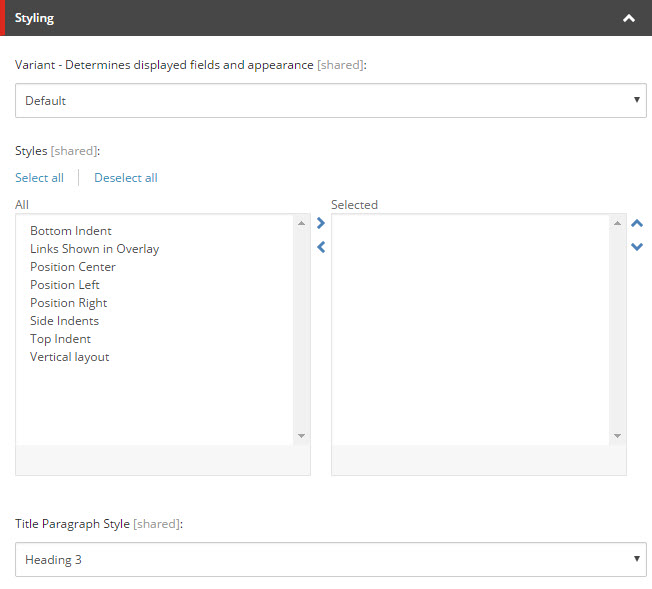 Styling
Variant - Determines displayed fields and appearance [shared]:
Default
Styles [shared]:
Select all
Deselect all
All
Selected
Bottom Indent
Links Shown in Overlay
Position Center
Position Left
Position Right
Side Indents
Top Indent
Vertical layout
Title Paragraph Style [shared]:
Heading 3